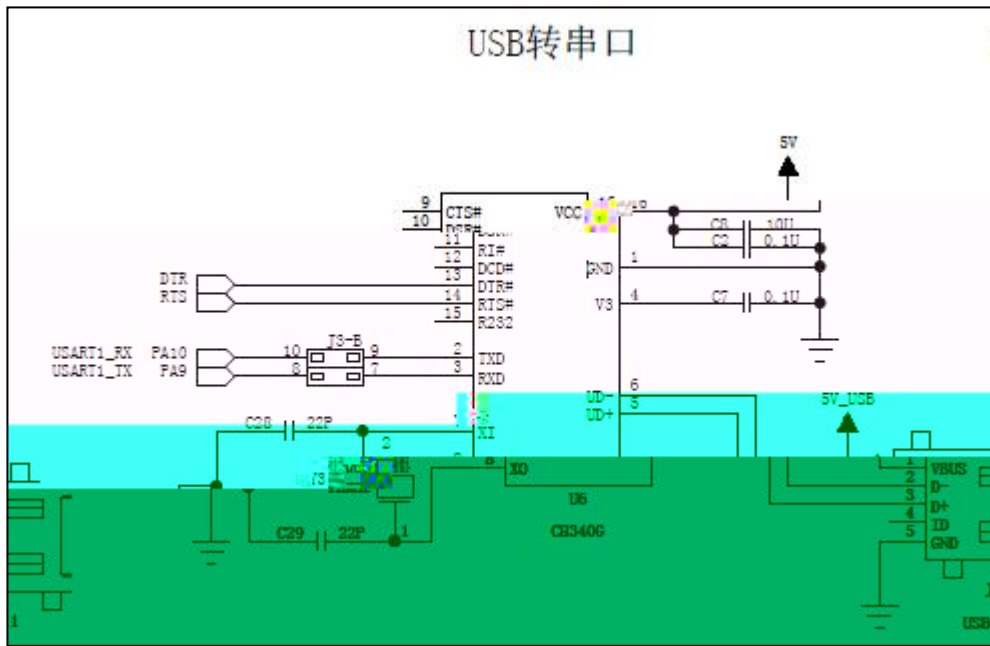 USB转串口
5V
9 CTS# VCC
10
C8 10U
11 C2 0.1U
RI#
12 DCD# GND 1
DTR 13 DTR#
RTS 14 RTS# V3 4 C7 0.1U
15 R232
J3-B
USART1_RX PA10 10 9 2 TXD
USART1_TX PA9 8 7 3 RXD
UD- 6
UD+ 5 5V_USB
C28 22P XI
2
XO 1 VBUS
U6 2 D-
3 D+
C29 22P 1 CH340G 4 ID
5 GND
1 USB